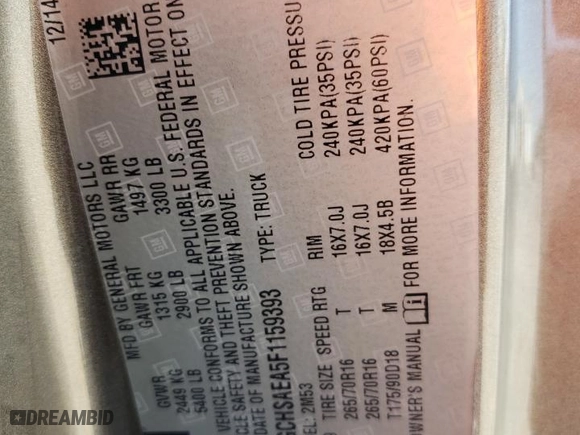 12/14
MFD BY GENERAL MOTORS LLC
GVWR GAWR FRT GAWR RR
2449 KG 1315 KG 1497 KG
5400 LB 2900 LB 3300 LB
VEHICLE CONFORMS TO ALL APPLICABLE U.S. FEDERAL MOTOR
CLE SAFETY AND THEFT PREVENTION STANDARDS IN EFFECT ON
DATE OF MANUFACTURE SHOWN ABOVE.
GCHSAEA5F1159393 TYPE: TRUCK
EL: 2M53
TIRE SIZE SPEED RTG RIM COLD TIRE PRESSU
265/70R16 T 16X7.0J 240KPA(35PSI)
265/70R16 T 16X7.0J 240KPA(35PSI)
T175/90D18 M 18X4.5B 420KPA(60PSI)
OWNER'S MANUAL FOR MORE INFORMATION.
GM
DREAMBID